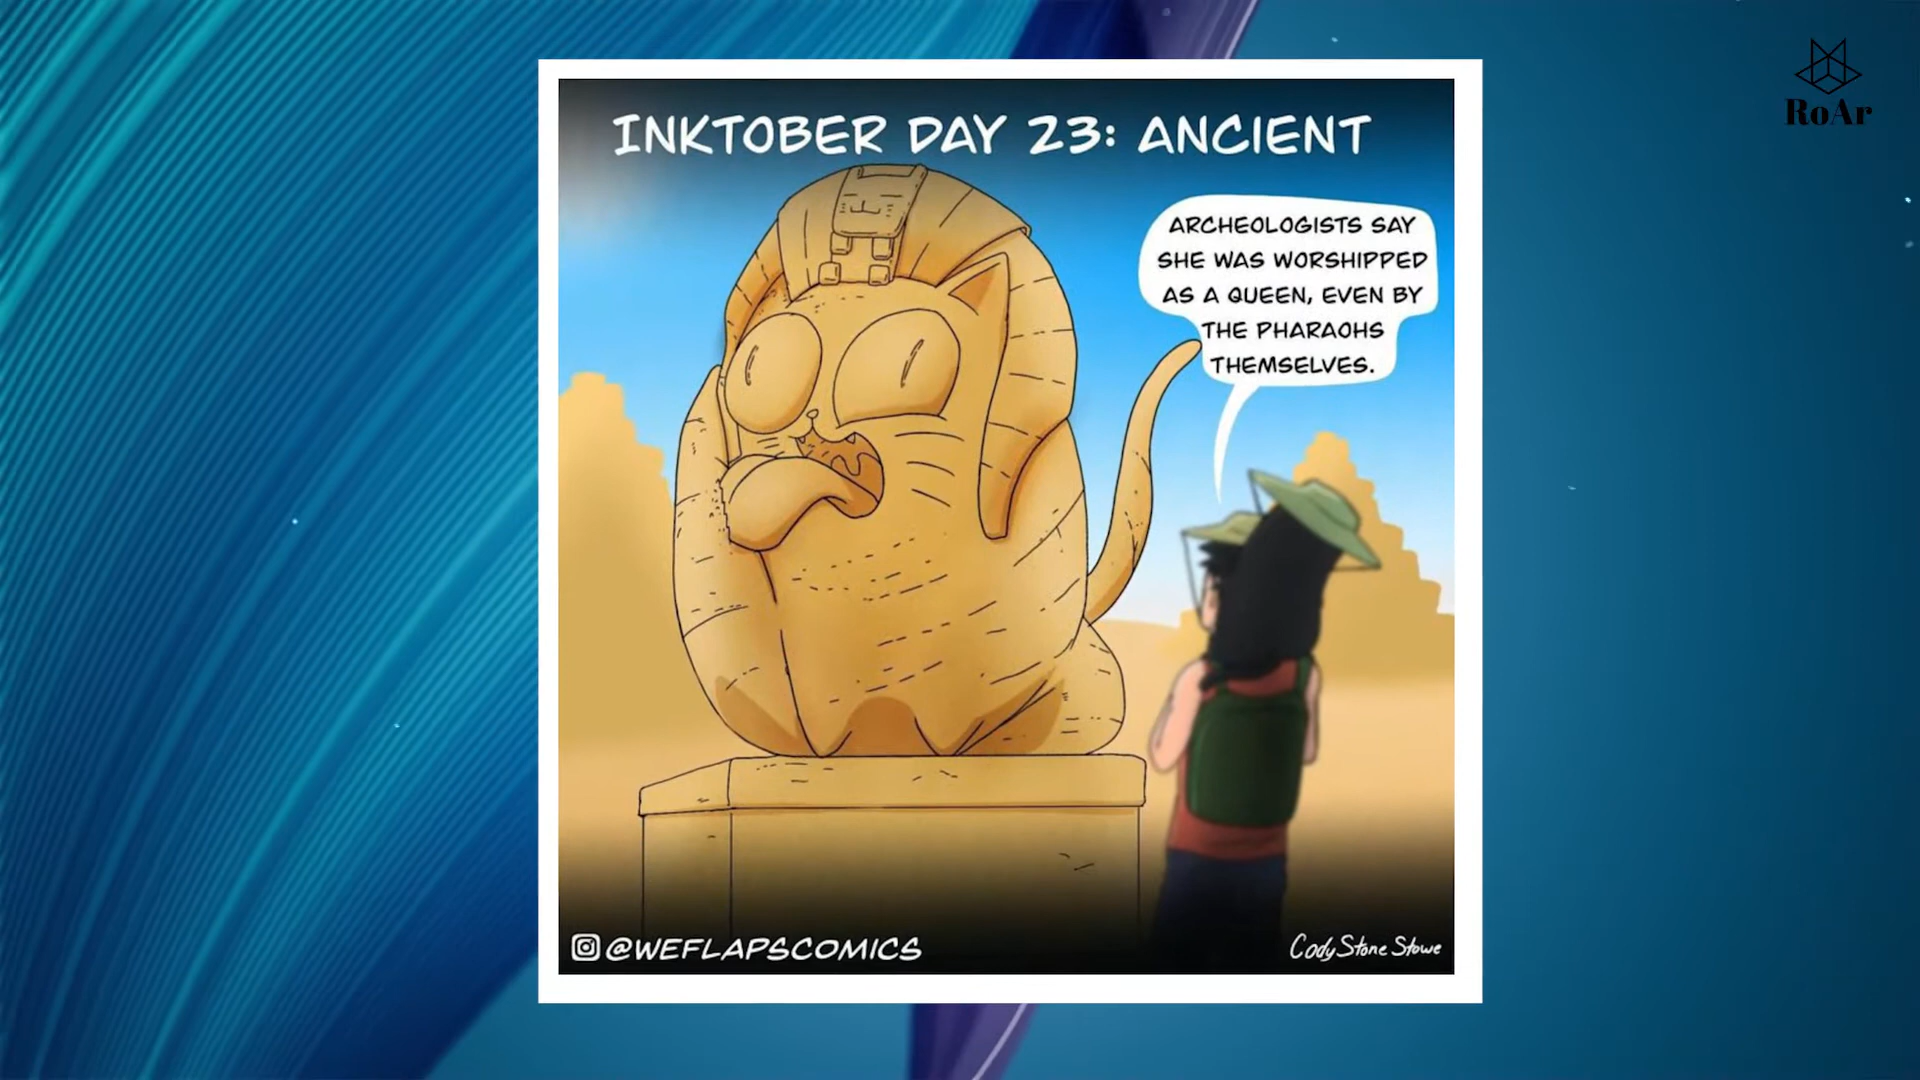 RoAr
INKTOBER DAY 23: ANCIENT
ARCHEOLOGISTS SAY
SHE WAS WORSHIPPED
AS A QUEEN, EVEN BY
THE PHARAOHS
THEMSELVES.
@WEFLAPSCOMICS
Cody Stone Stowe